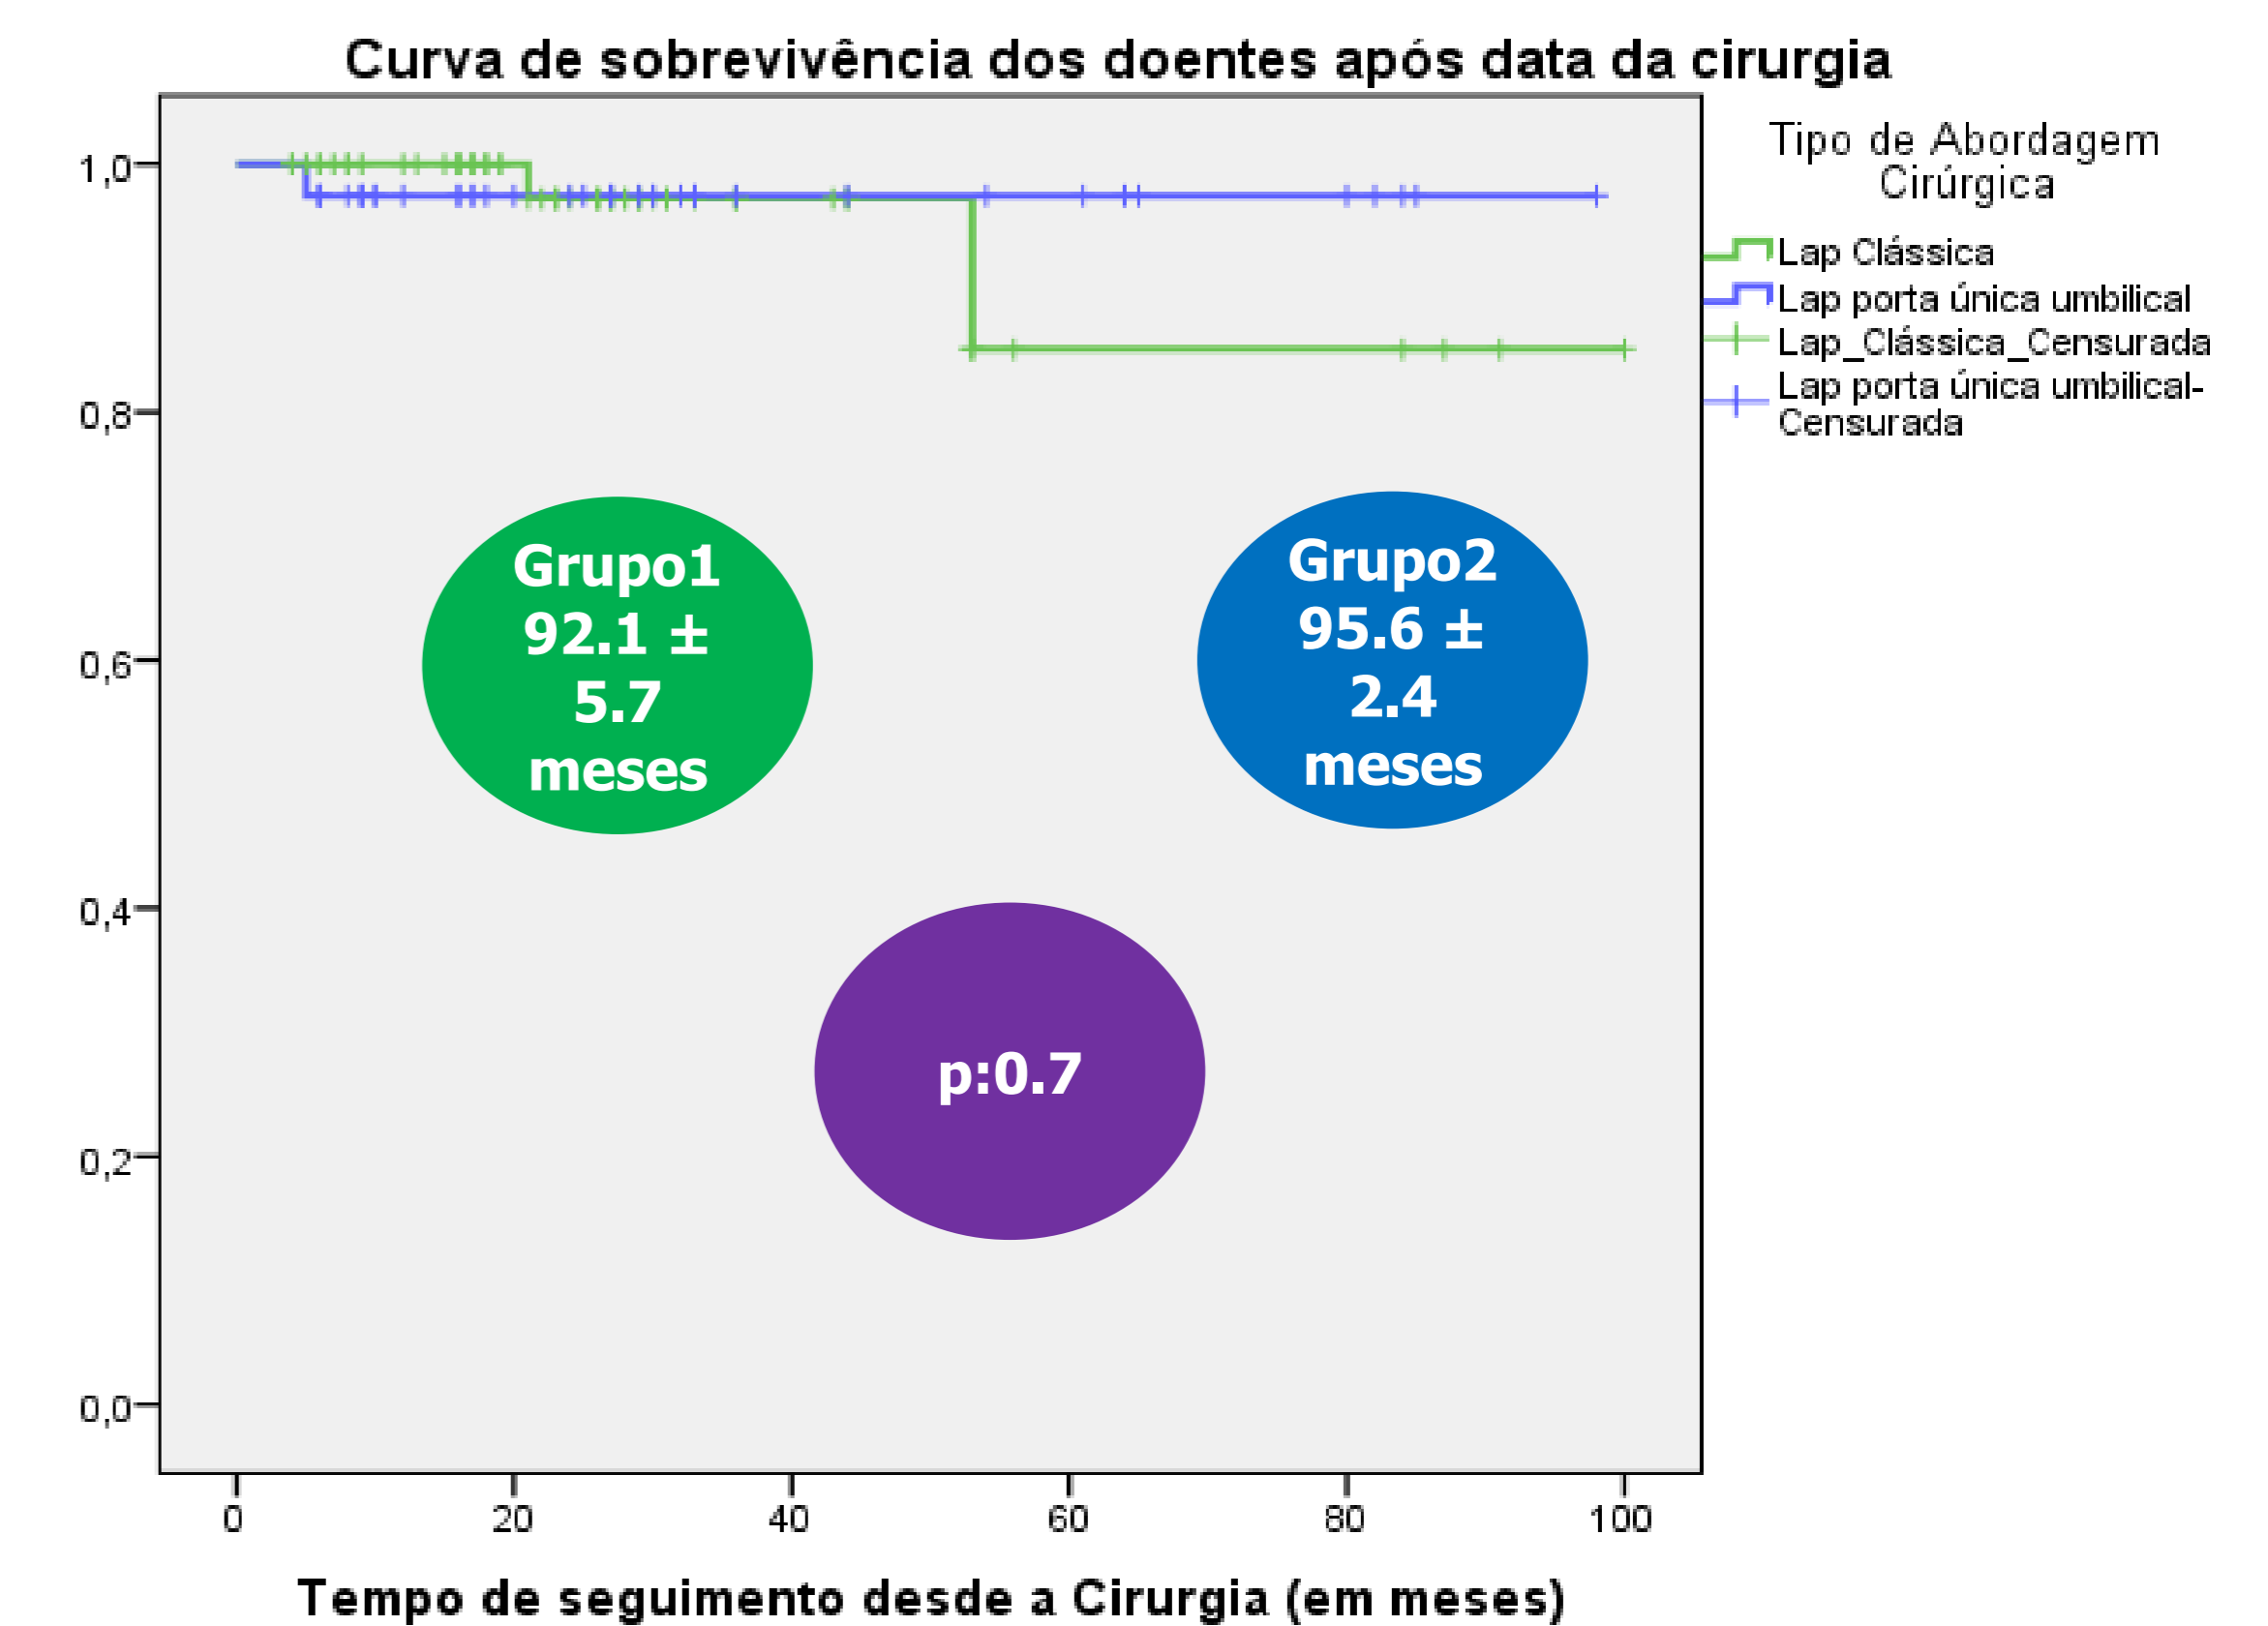 Curva de sobrevivência dos doentes após data da cirurgia
Tipo de Abordagem
Cirúrgica
Lap Clássica
Lap porta única umbilical
Lap_Clássica_Censurada
Lap porta única umbilical-
Censurada
1,0
0,8
0,6
0,4
0,2
0,0
Grupo1
92.1 ±
5.7
meses
Grupo2
95.6 ±
2.4
meses
p:0.7
0 20 40 60 80 100
Tempo de seguimento desde a Cirurgia (em meses)